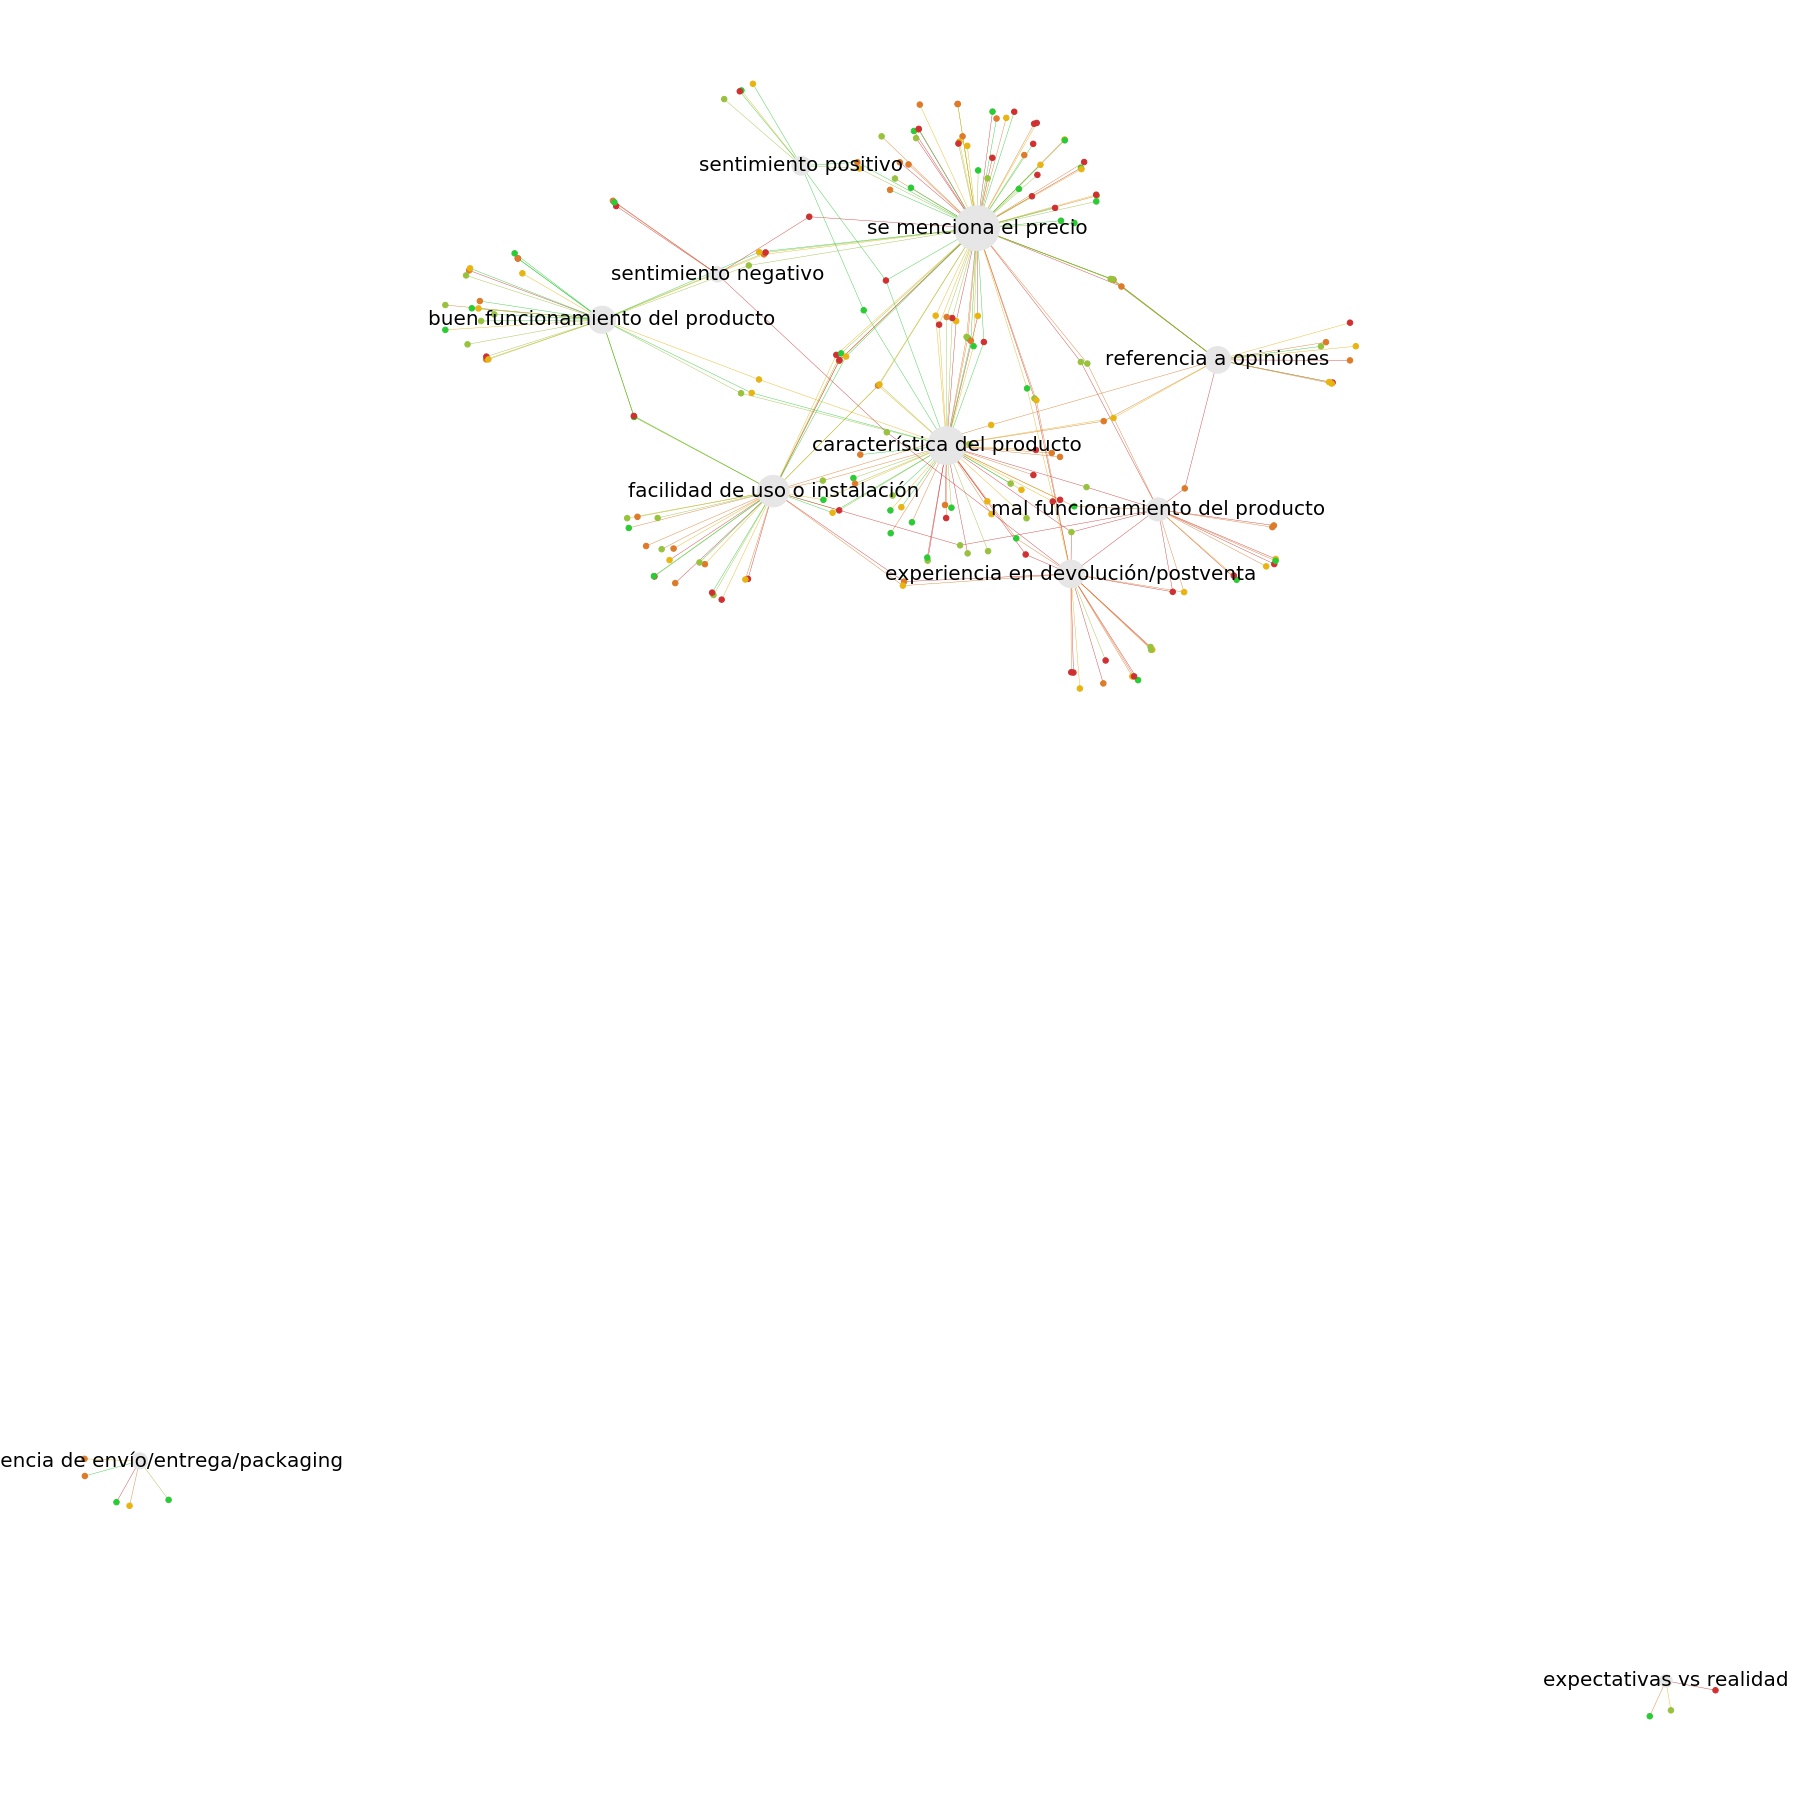 sentimiento positivo
se menciona el precio
sentimiento negativo
buen funcionamiento del producto
referencia a opiniones
característica del producto
facilidad de uso o instalación
mal funcionamiento del producto
experiencia en devolución/postventa
encia de envío/entrega/packaging
expectativas vs realidad